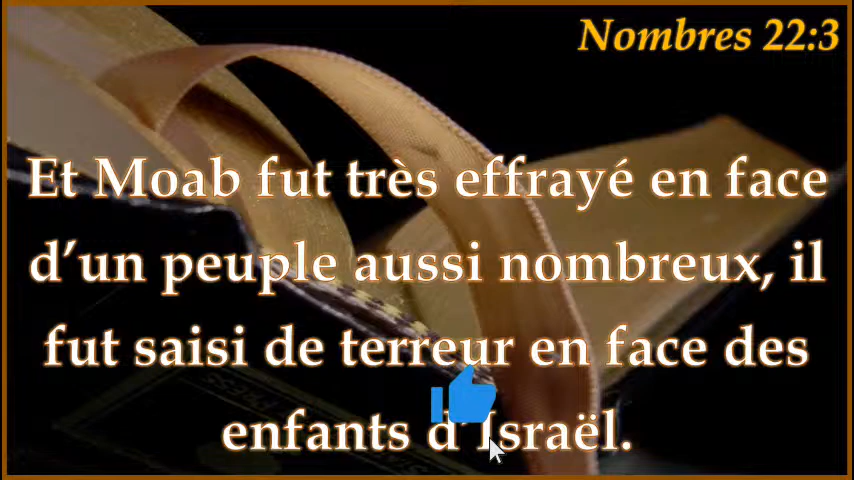 Nombres 22:3
Et Moab fut très effrayé en face
d’un peuple aussi nombreux, il
fut saisi de terreur en face des
enfants d’Israël.